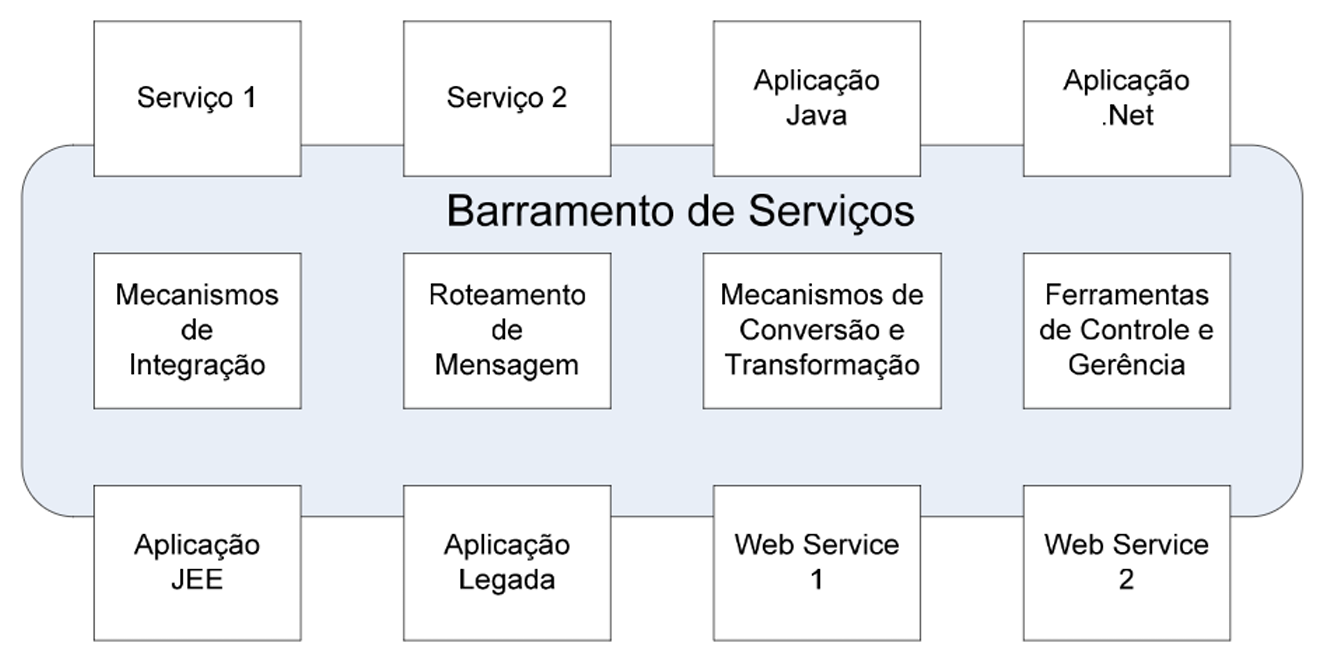 Serviço 1
Serviço 2
Aplicação
Java
Aplicação
.Net
Barramento de Serviços
Mecanismos
de
Integração
Roteamento
de
Mensagem
Mecanismos de
Conversão e
Transformação
Ferramentas
de Controle e
Gerência
Aplicação
JEE
Aplicação
Legada
Web Service
1
Web Service
2